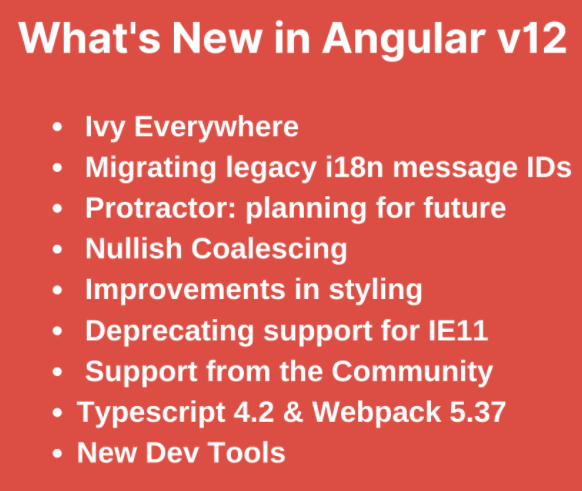 What's New in Angular v12
• Ivy Everywhere
• Migrating legacy i18n message IDs
• Protractor: planning for future
• Nullish Coalescing
• Improvements in styling
• Deprecating support for IE11
• Support from the Community
• Typescript 4.2 & Webpack 5.37
• New Dev Tools